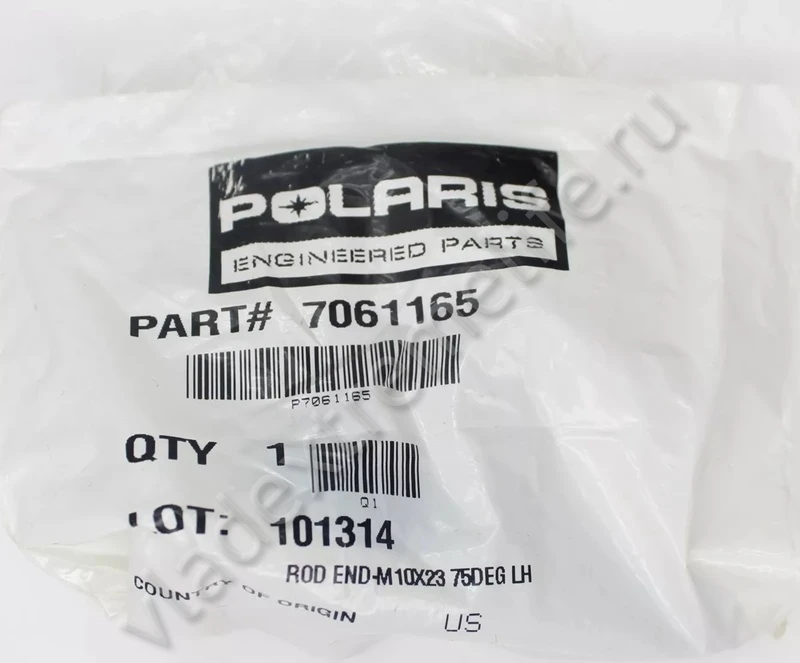 POLARIS
ENGINEERED PARTS
PART# 7061165
P7061165
QTY 1
Q1
LOT: 101314
ROD END-M10X23 75DEG LH
COUNTRY OF ORIGIN US